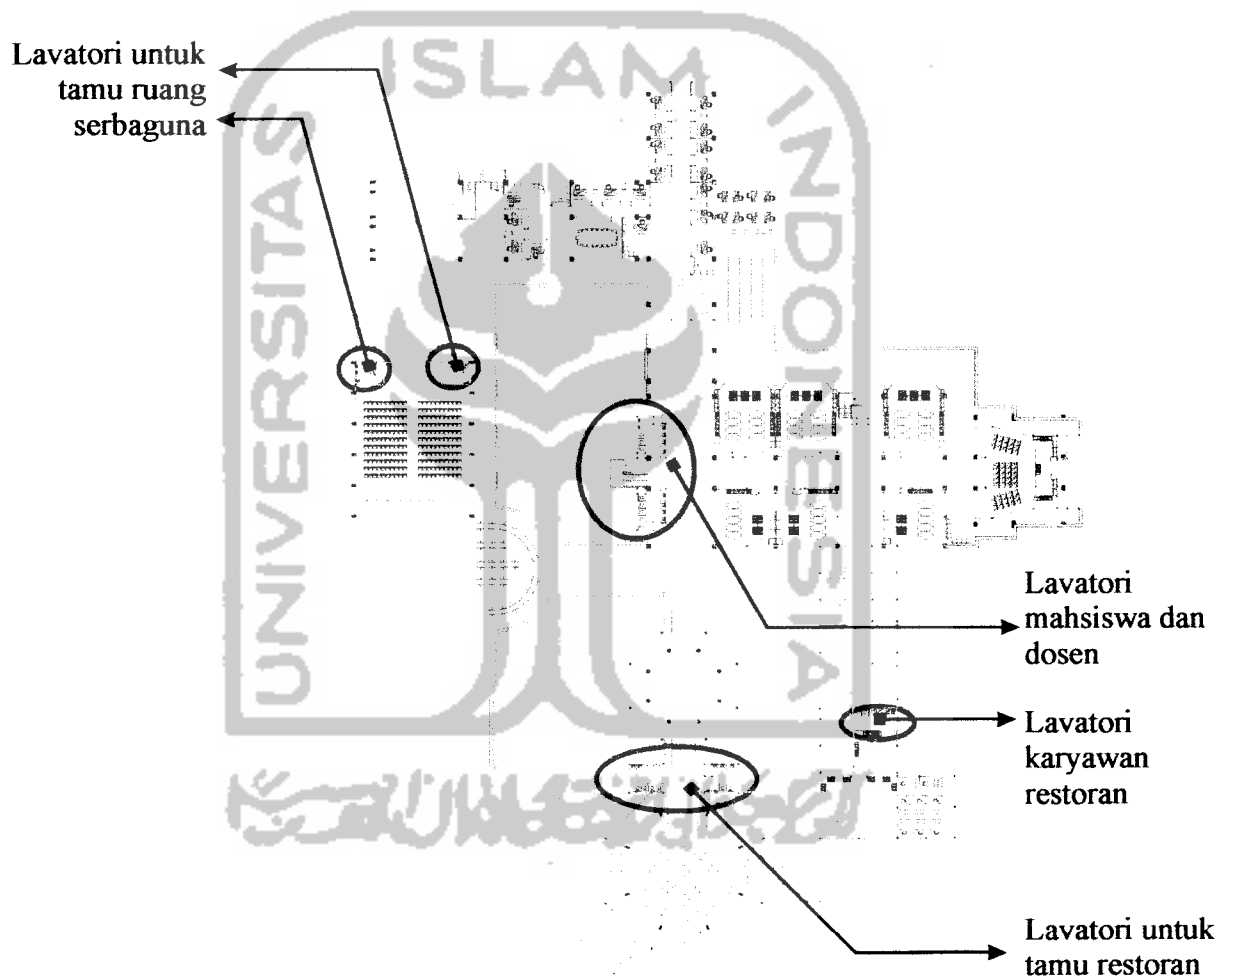 Lavatori untuk
tamu ruang
serbaguna
ISLAM
UNIVERSITAS
INDONESIA
Lavatori
mahsiswa dan
dosen
Lavatori
karyawan
restoran
Lavatori untuk
tamu restoran